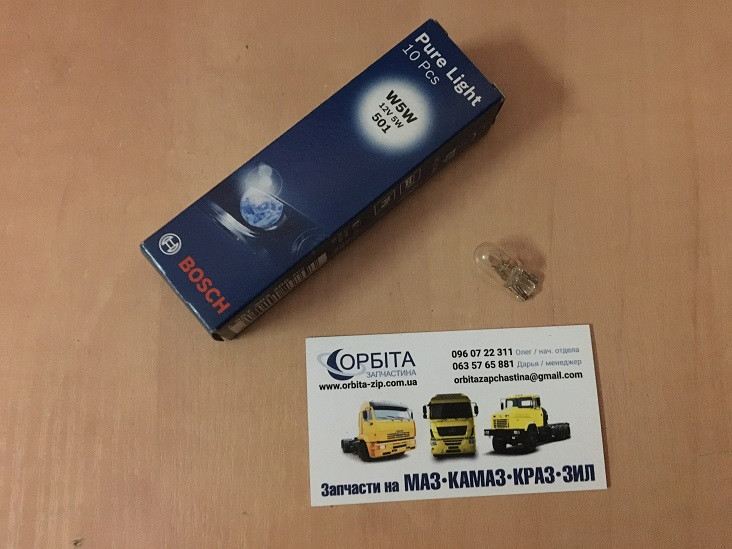 Pure Light
10 Pcs
W5W
12V 5W
501
BOSCH
ОРБІТА
ЗАПЧАСТИНА
www.orbita-zip.com.ua
096 07 22 311 Олег / нач. отдела
063 57 65 881 Дарья / менеджер
orbitazapchastina@gmail.com
Запчасти на МАЗ•КАМАЗ•КРАЗ•ЗИЛ